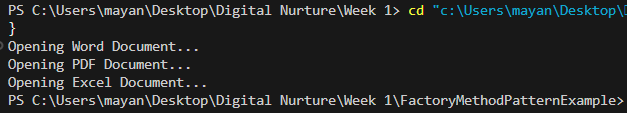 PS C:\Users\mayan\Desktop\Digital Nurture\Week 1> cd "c:\Users\mayan\Desktop\
}
Opening Word Document...
Opening PDF Document...
Opening Excel Document...
PS C:\Users\mayan\Desktop\Digital Nurture\Week 1\FactoryMethodPatternExample>